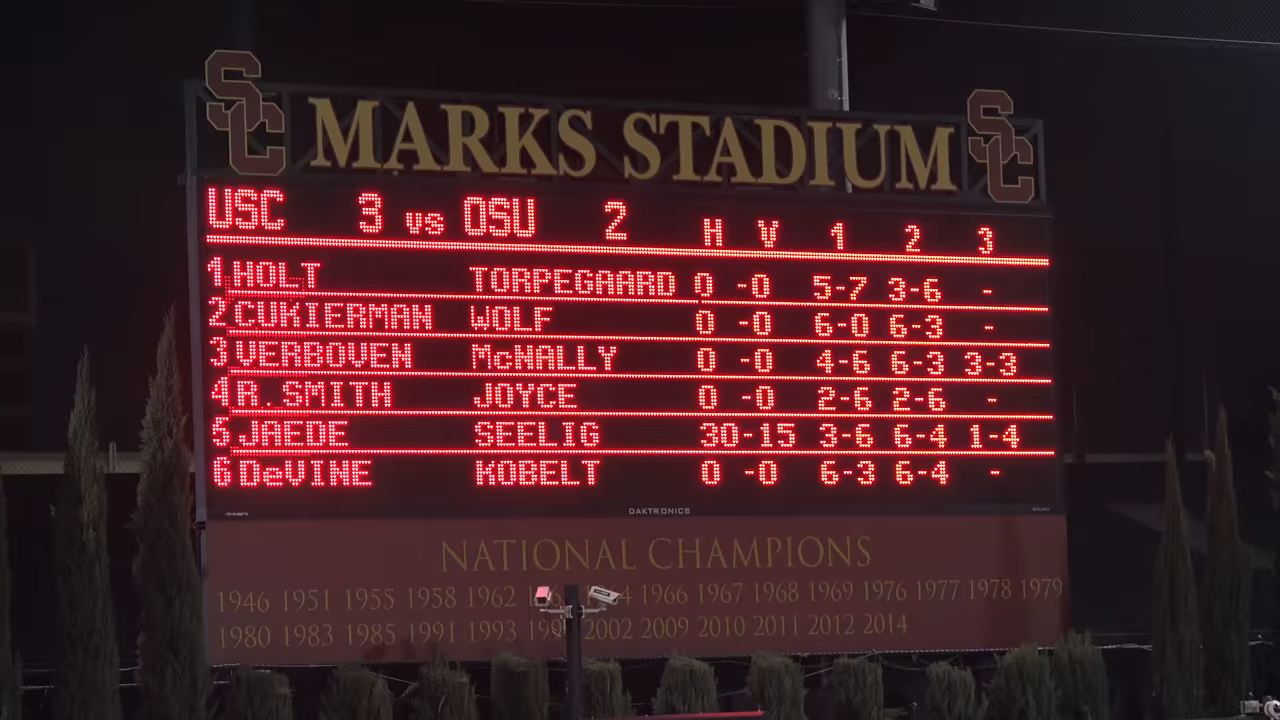 SC MARKS STADIUM SC
USC 3 vs OSU 2 H V 1 2 3
1 HOLT TORPEGAARD 0 -0 5-7 3-6 -
2 CUKIERMAN WOLF 0 -0 6-0 6-3 -
3 VERBOVEN McNALLY 0 -0 4-6 6-3 3-3
4 R.SMITH JOYCE 0 -0 2-6 2-6 -
5 JAEDE SEELIG 30-15 3-6 6-4 1-4
6 DeVINE KOBELT 0 -0 6-3 6-4 -
DAKTRONICS
NATIONAL CHAMPIONS
1946 1951 1955 1958 1962 1966 1967 1968 1969 1976 1977 1978 1979
1980 1983 1985 1991 1993 2002 2009 2010 2011 2012 2014